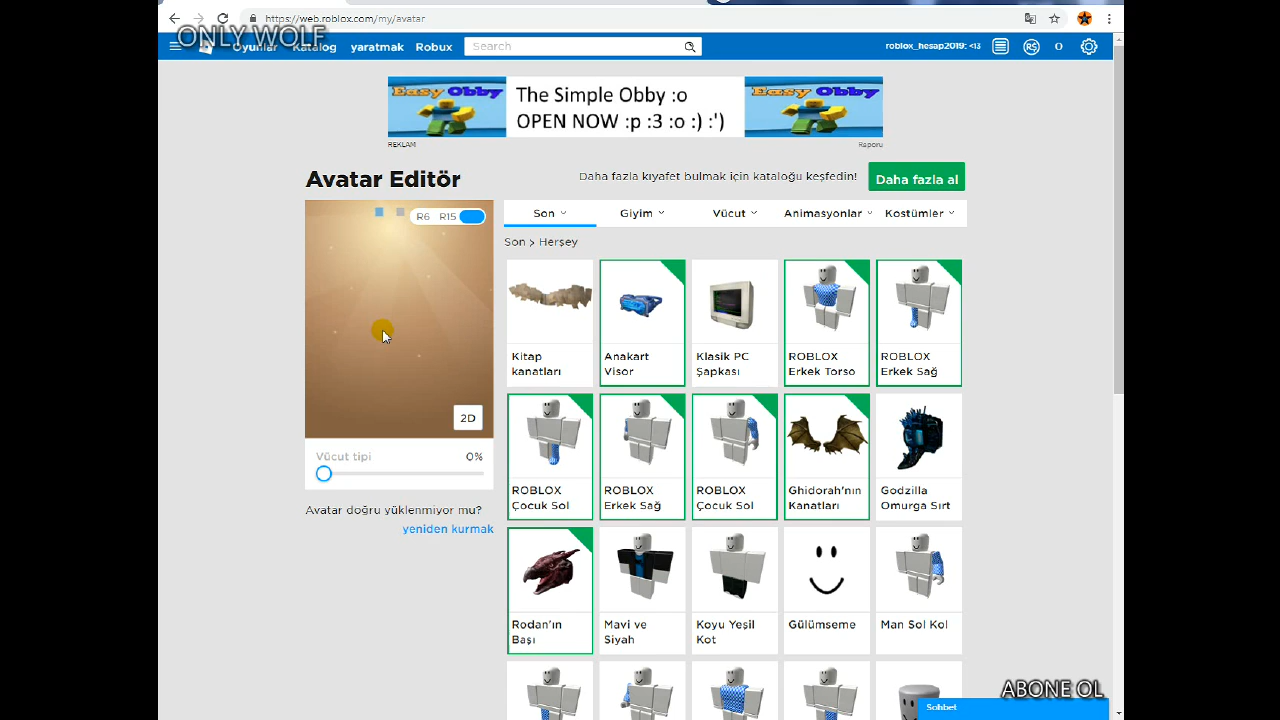 https://web.roblox.com/my/avatar
ONLY WOLF
Oyunlar Katalog yaratmak Robux Search roblox_hesap2019: <13 R$ 0
Easy Obby
The Simple Obby :o
OPEN NOW :p :3 :o :) :')
Easy Obby
REKLAM Raporu
Avatar Editör
Daha fazla kıyafet bulmak için kataloğu keşfedin!
Daha fazla al
R6 R15
2D
Vücut tipi 0%
Avatar doğru yüklenmiyor mu?
yeniden kurmak
Son Giyim Vücut Animasyonlar Kostümler
Son > Herşey
Kitap
kanatları
Anakart
Visor
Klasik PC
Şapkası
ROBLOX
Erkek Torso
ROBLOX
Erkek Sağ
ROBLOX
Çocuk Sol
ROBLOX
Erkek Sağ
ROBLOX
Çocuk Sol
Ghidorah'nın
Kanatları
Godzilla
Omurga Sırt
Rodan'ın
Başı
Mavi ve
Siyah
Koyu Yeşil
Kot
Gülümseme
Man Sol Kol
ABONE OL
Sohbet